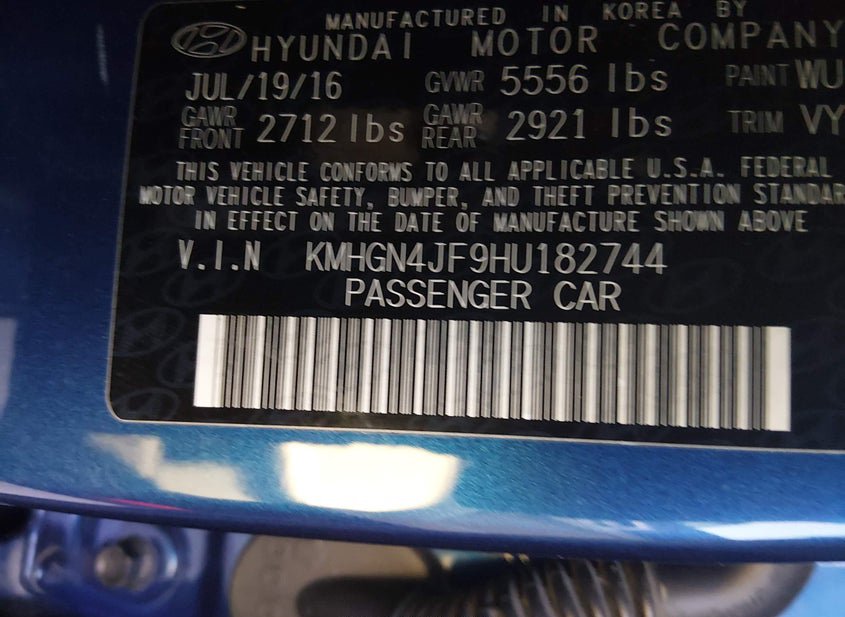 MANUFACTURED IN KOREA BY
HYUNDAI MOTOR COMPANY
JUL/19/16 GVWR 5556 lbs PAINT WU
GAWR FRONT 2712 lbs GAWR REAR 2921 lbs TRIM VY
THIS VEHICLE CONFORMS TO ALL APPLICABLE U.S.A. FEDERAL
MOTOR VEHICLE SAFETY, BUMPER, AND THEFT PREVENTION STANDAR
IN EFFECT ON THE DATE OF MANUFACTURE SHOWN ABOVE
V.I.N KMHGN4JF9HU182744
PASSENGER CAR